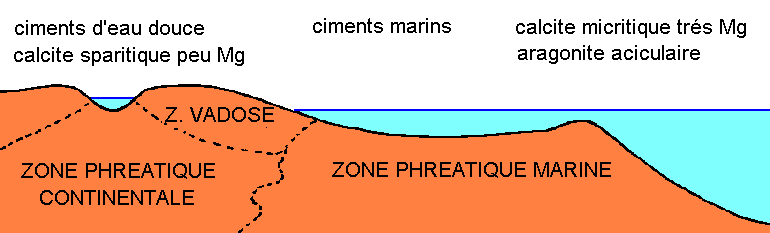 ciments d'eau douce
calcite sparitique peu Mg
ciments marins
calcite micritique trés Mg
aragonite aciculaire
Z. VADOSE
ZONE PHREATIQUE
CONTINENTALE
ZONE PHREATIQUE MARINE